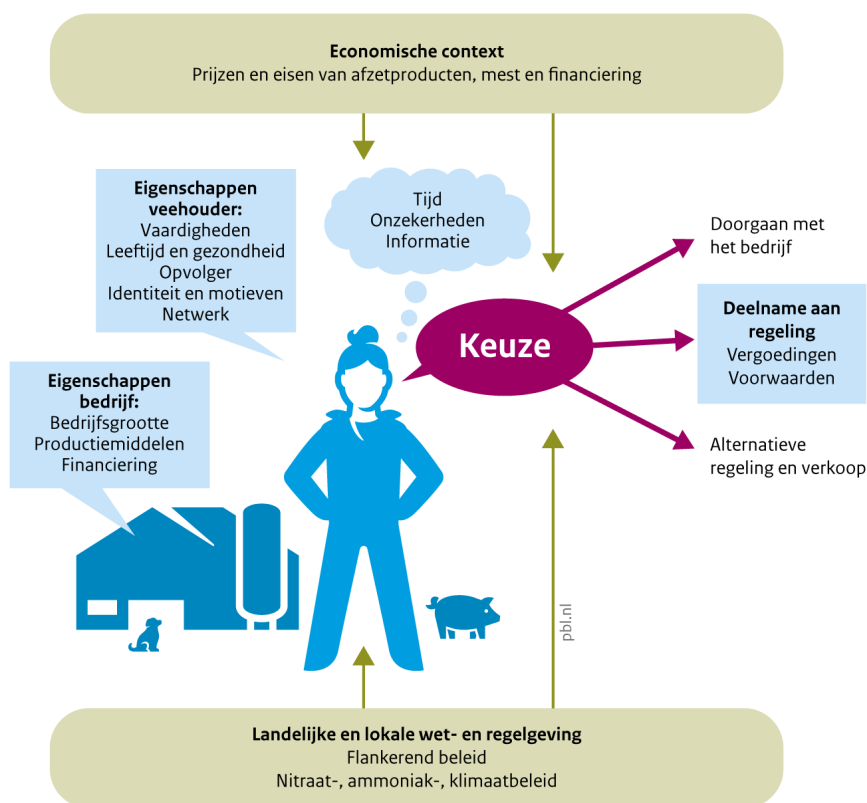 Economische context
Prijzen en eisen van afzetproducten, mest en financiering
Eigenschappen
veehouder:
Vaardigheden
Leeftijd en gezondheid
Opvolger
Identiteit en motieven
Netwerk
Tijd
Onzekerheden
Informatie
Doorgaan met
het bedrijf
Keuze
Deelname aan
regeling
Vergoedingen
Voorwaarden
Eigenschappen
bedrijf:
Bedrijfsgrootte
Productiemiddelen
Financiering
Alternatieve
regeling en verkoop
pbl.nl
Landelijke en lokale wet- en regelgeving
Flankerend beleid
Nitraat-, ammoniak-, klimaatbeleid